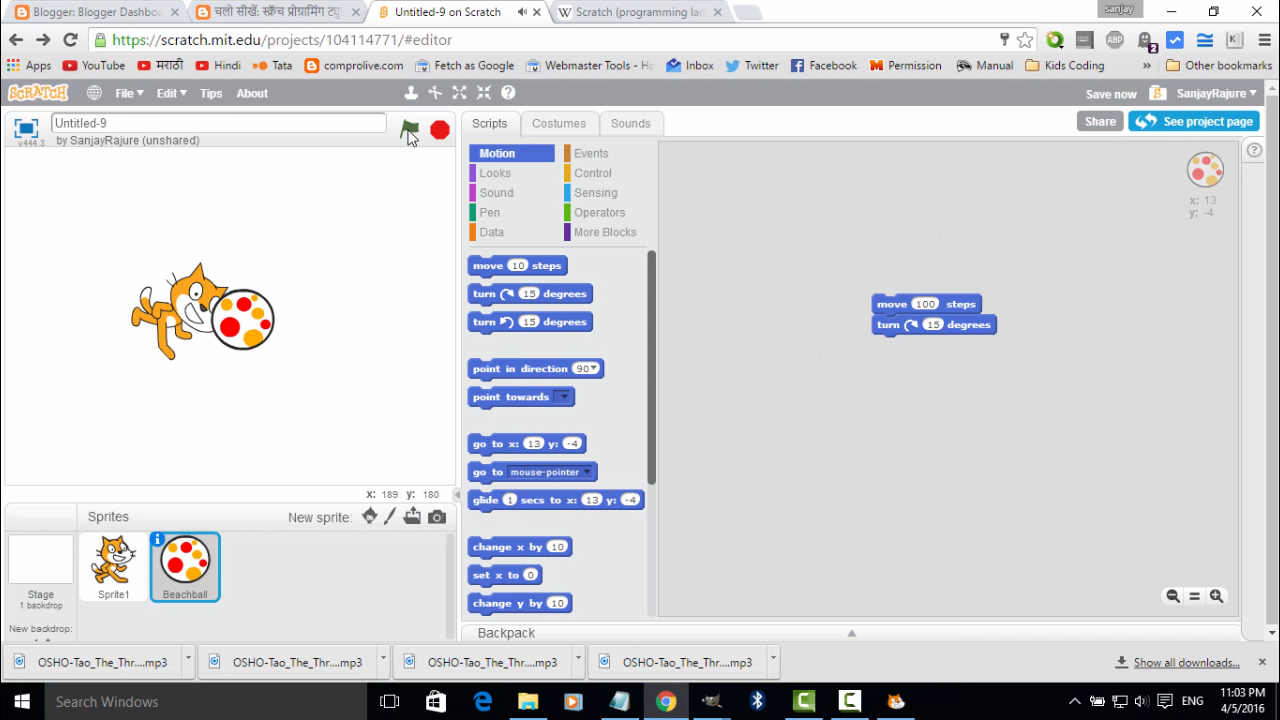 Blogger: Blogger Dashbo
चलो सीखें: स्क्रैच प्रोग्रामिंग ट्यु
Untitled-9 on Scratch
Scratch (programming lan
sanjay
https://scratch.mit.edu/projects/104114771/#editor
ABP
2
K
Apps
YouTube
मराठी
Hindi
Tata
comprolive.com
Fetch as Google
Webmaster Tools - Ho
Inbox
Twitter
Facebook
Permission
Manual
Kids Coding
»
Other bookmarks
SCRATCH
File
Edit
Tips
About
Save now
SanjayRajure
v444.3
Untitled-9
by SanjayRajure (unshared)
Scripts
Costumes
Sounds
Share
See project page
Motion
Events
Looks
Control
Sound
Sensing
Pen
Operators
Data
More Blocks
x: 13
y: -4
move 10 steps
turn 15 degrees
turn 15 degrees
point in direction 90
point towards
go to x: 13 y: -4
go to mouse-pointer
glide 1 secs to x: 13 y: -4
change x by 10
set x to 0
change y by 10
move 100 steps
turn 15 degrees
x: 189 y: 180
Sprites
New sprite:
Stage
1 backdrop
New backdrop:
Sprite1
Beachball
Backpack
OSHO-Tao_The_Thr....mp3
OSHO-Tao_The_Thr....mp3
OSHO-Tao_The_Thr....mp3
OSHO-Tao_The_Thr....mp3
Show all downloads...
Search Windows
ENG
11:03 PM
4/5/2016